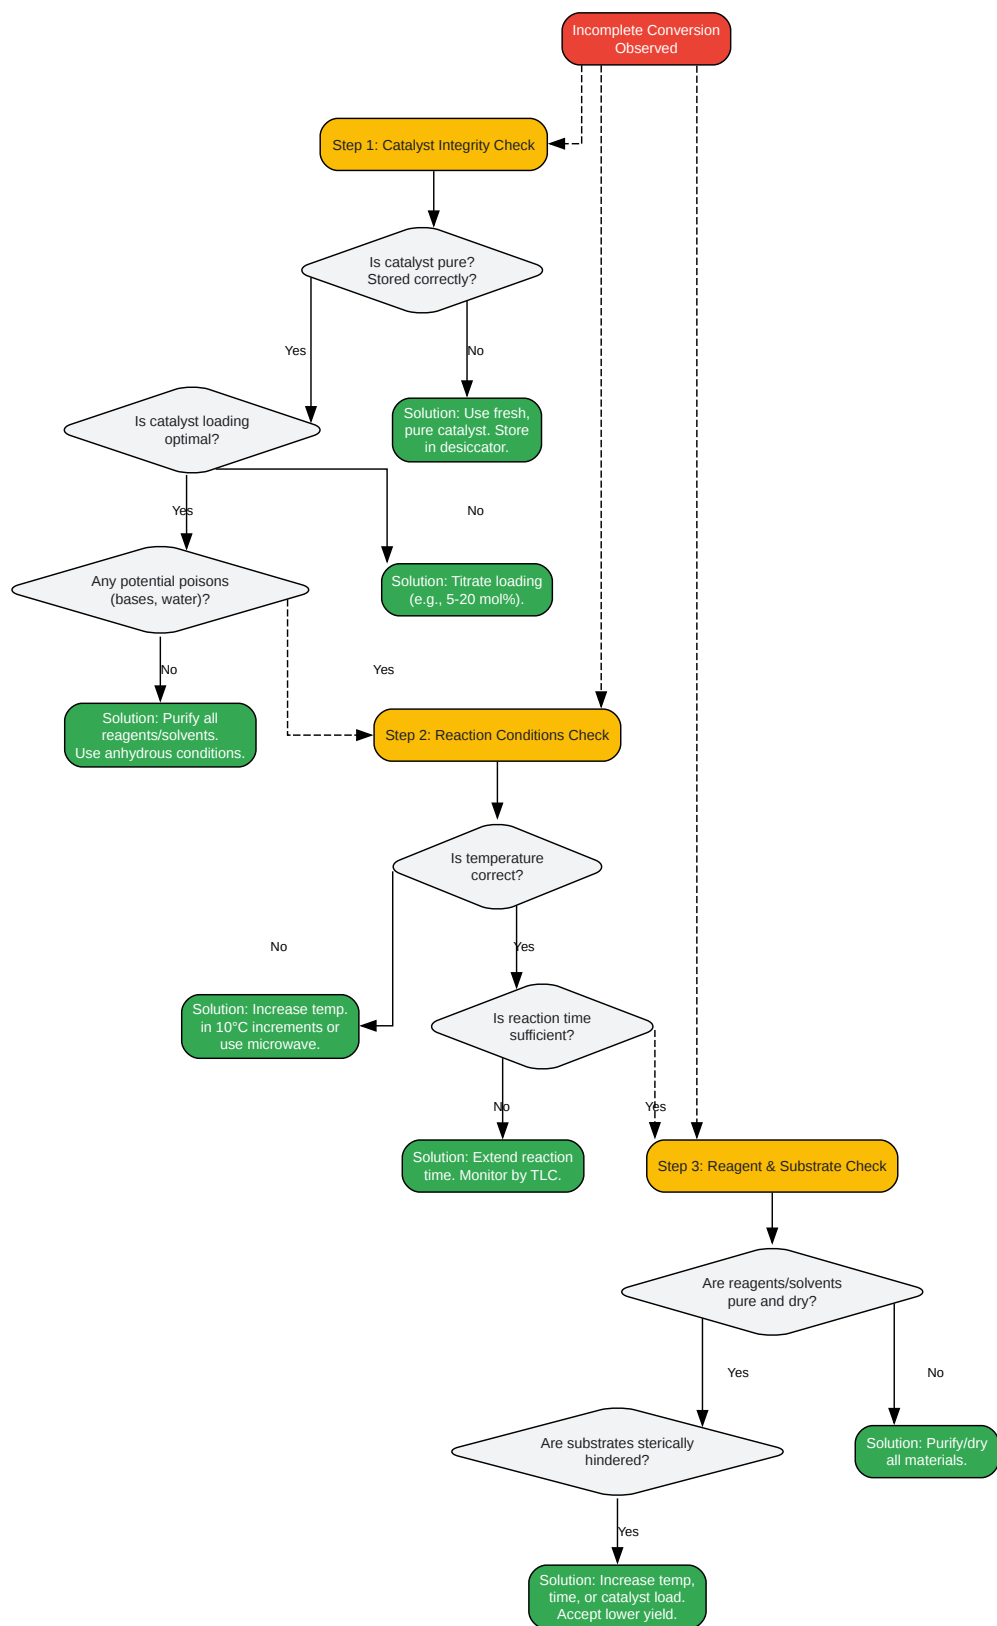 Incomplete Conversion
Observed
Step 1: Catalyst Integrity Check
Is catalyst pure?
Stored correctly?
Yes
No
Is catalyst loading
optimal?
Solution: Use fresh,
pure catalyst. Store
in desiccator.
Yes
No
Any potential poisons
(bases, water)?
Solution: Titrate loading
(e.g., 5-20 mol%).
No
Yes
Solution: Purify all
reagents/solvents.
Use anhydrous conditions.
Step 2: Reaction Conditions Check
Is temperature
correct?
No
Yes
Solution: Increase temp.
in 10°C increments or
use microwave.
Is reaction time
sufficient?
No
Yes
Solution: Extend reaction
time. Monitor by TLC.
Step 3: Reagent & Substrate Check
Are reagents/solvents
pure and dry?
Yes
No
Are substrates sterically
hindered?
Solution: Purify/dry
all materials.
Yes
Solution: Increase temp,
time, or catalyst load.
Accept lower yield.